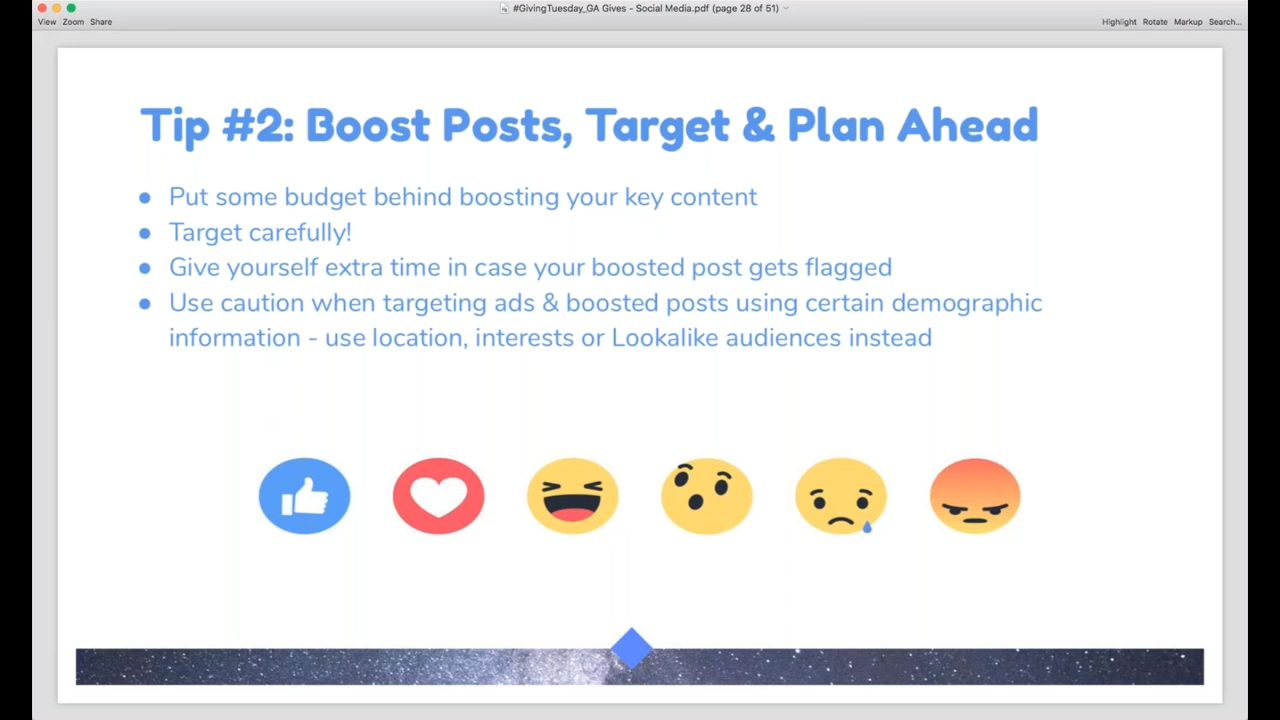 #GivingTuesday_GA Gives - Social Media.pdf (page 28 of 51)
View Zoom Share Highlight Rotate Markup Search...
Tip #2: Boost Posts, Target & Plan Ahead
● Put some budget behind boosting your key content
● Target carefully!
● Give yourself extra time in case your boosted post gets flagged
● Use caution when targeting ads & boosted posts using certain demographic
information - use location, interests or Lookalike audiences instead